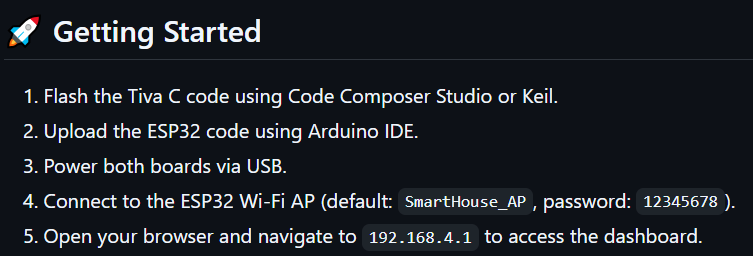 🚀 Getting Started
1. Flash the Tiva C code using Code Composer Studio or Keil.
2. Upload the ESP32 code using Arduino IDE.
3. Power both boards via USB.
4. Connect to the ESP32 Wi-Fi AP (default: SmartHouse_AP, password: 12345678).
5. Open your browser and navigate to 192.168.4.1 to access the dashboard.